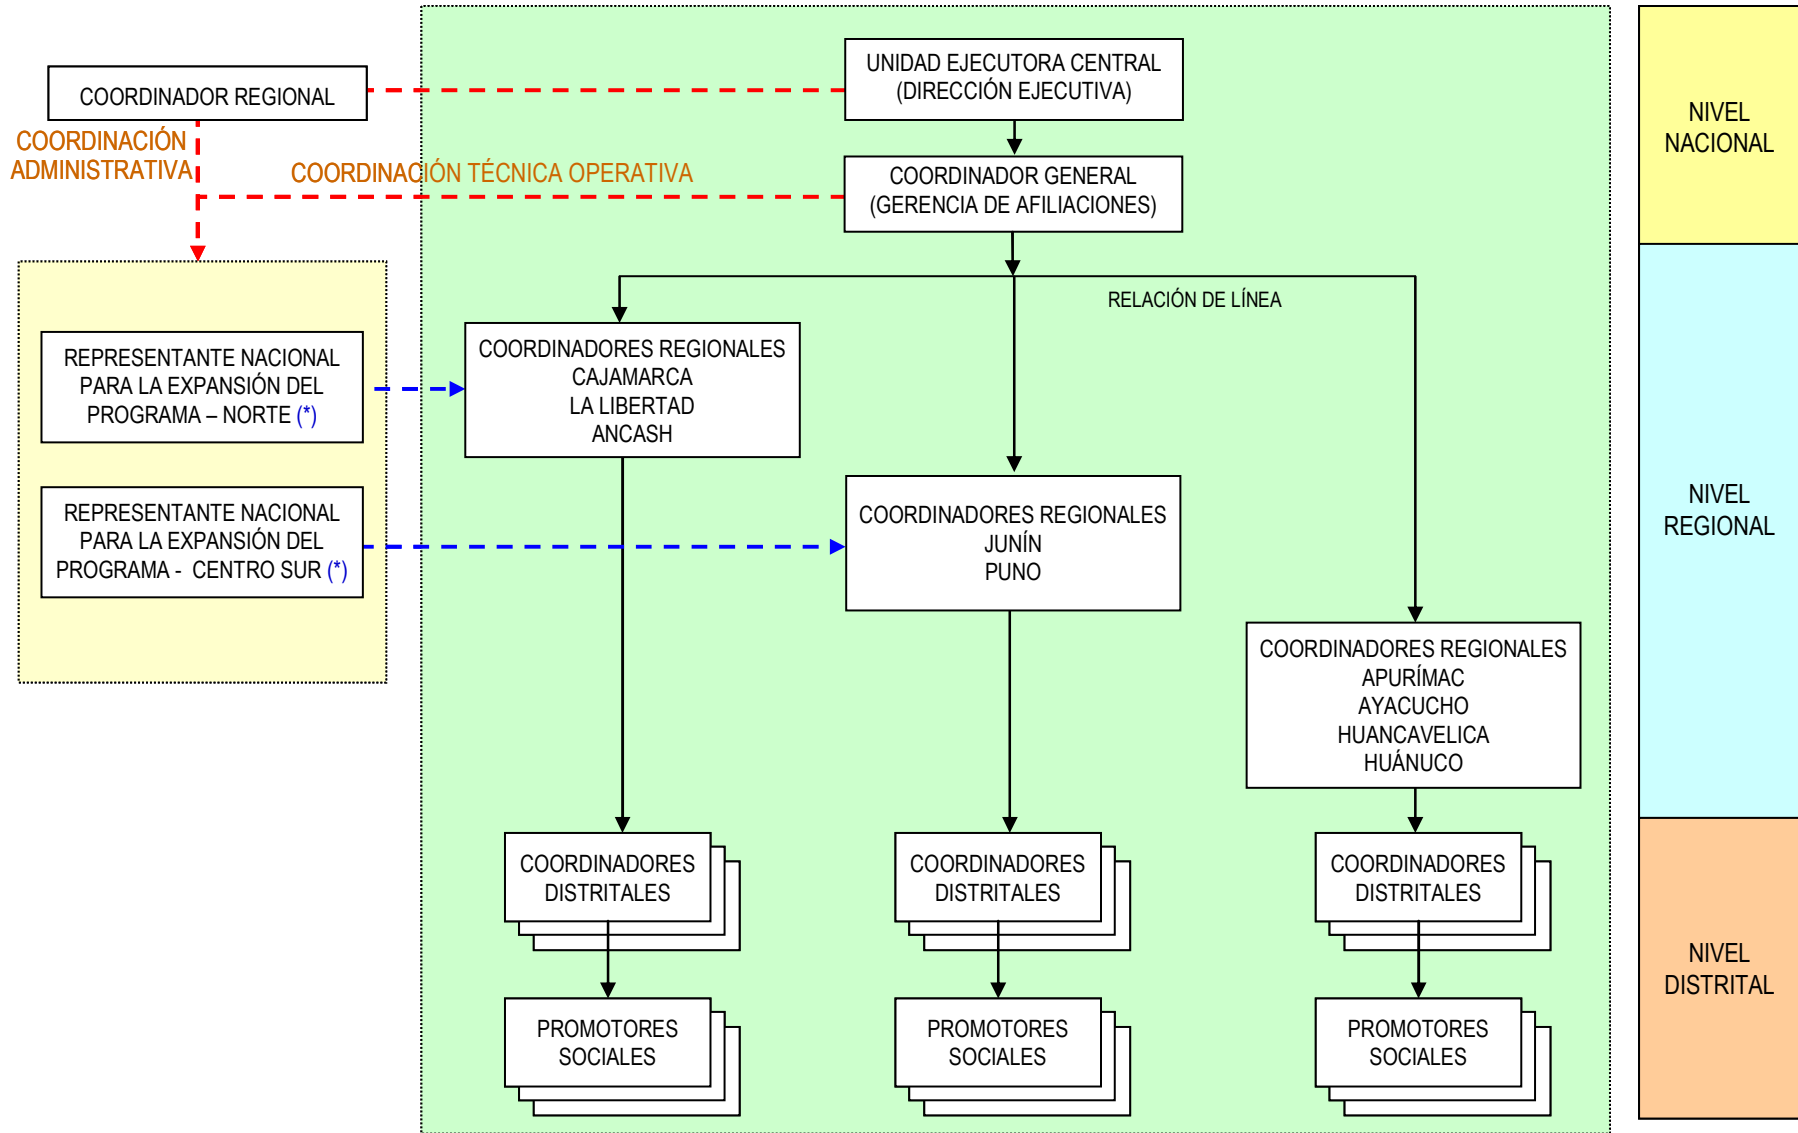 UNIDAD EJECUTORA CENTRAL
(DIRECCIÓN EJECUTIVA)
COORDINADOR REGIONAL
COORDINACIÓN
ADMINISTRATIVA
COORDINACIÓN TÉCNICA OPERATIVA
COORDINADOR GENERAL
(GERENCIA DE AFILIACIONES)
NIVEL
NACIONAL
RELACIÓN DE LÍNEA
REPRESENTANTE NACIONAL
PARA LA EXPANSIÓN DEL
PROGRAMA – NORTE (*)
COORDINADORES REGIONALES
CAJAMARCA
LA LIBERTAD
ANCASH
REPRESENTANTE NACIONAL
PARA LA EXPANSIÓN DEL
PROGRAMA - CENTRO SUR (*)
COORDINADORES REGIONALES
JUNÍN
PUNO
NIVEL
REGIONAL
COORDINADORES REGIONALES
APURÍMAC
AYACUCHO
HUANCAVELICA
HUÁNUCO
COORDINADORES
DISTRITALES
COORDINADORES
DISTRITALES
COORDINADORES
DISTRITALES
NIVEL
DISTRITAL
PROMOTORES
SOCIALES
PROMOTORES
SOCIALES
PROMOTORES
SOCIALES